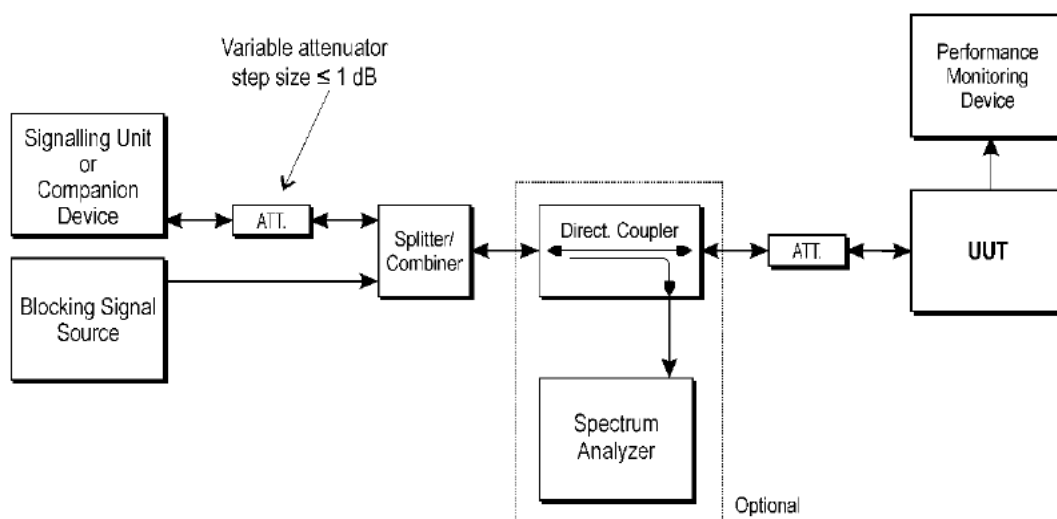 Variable attenuator
step size ≤ 1 dB
Performance
Monitoring
Device
Signalling Unit
or
Companion
Device
ATT.
Splitter/
Combiner
Direct. Coupler
ATT.
UUT
Blocking Signal
Source
Spectrum
Analyzer
Optional